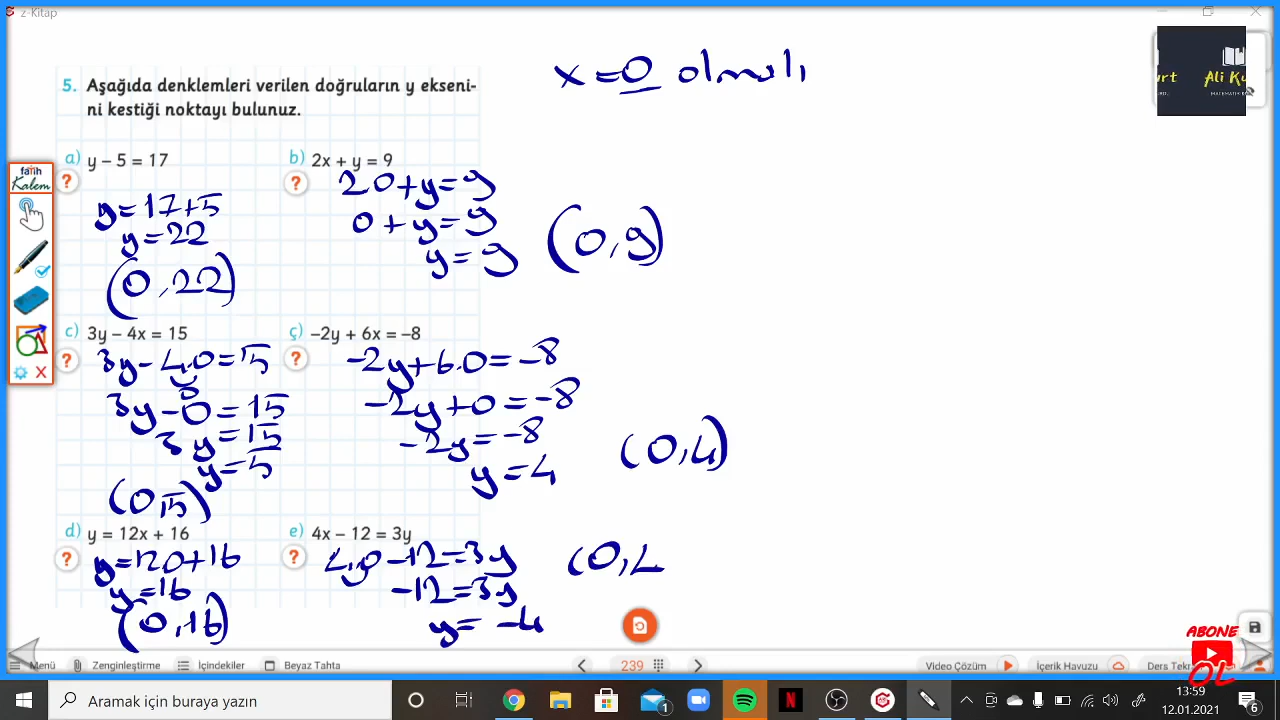 z-Kitap
x = 0 olmalı
Ali Ku
5. Aşağıda denklemleri verilen doğruların y ekseni-
ni kestiği noktayı bulunuz.
a) y – 5 = 17
y = 17+5
y = 22
(0, 22)
b) 2x + y = 9
2.0 + y = 9
0 + y = 9
y = 9
(0, 9)
fatih
Kalem
c) 3y – 4x = 15
3y - 4.0 = 15
0
3y - 0 = 15
3y = 15
y = 5
(0, 5)
ç) –2y + 6x = –8
-2y + 6.0 = -8
-2y + 0 = -8
-2y = -8
y = 4
(0, 4)
d) y = 12x + 16
y = 12.0 + 16
y = 16
(0, 16)
e) 4x – 12 = 3y
4.0 - 12 = 3y
-12 = 3y
y = -4
(0, 
ABONE
OL
Menü
Zenginleştirme
İçindekiler
Beyaz Tahta
239
Video Çözüm
İçerik Havuzu
Ders Tek
Aramak için buraya yazın
1
13:59
12.01.2021
6